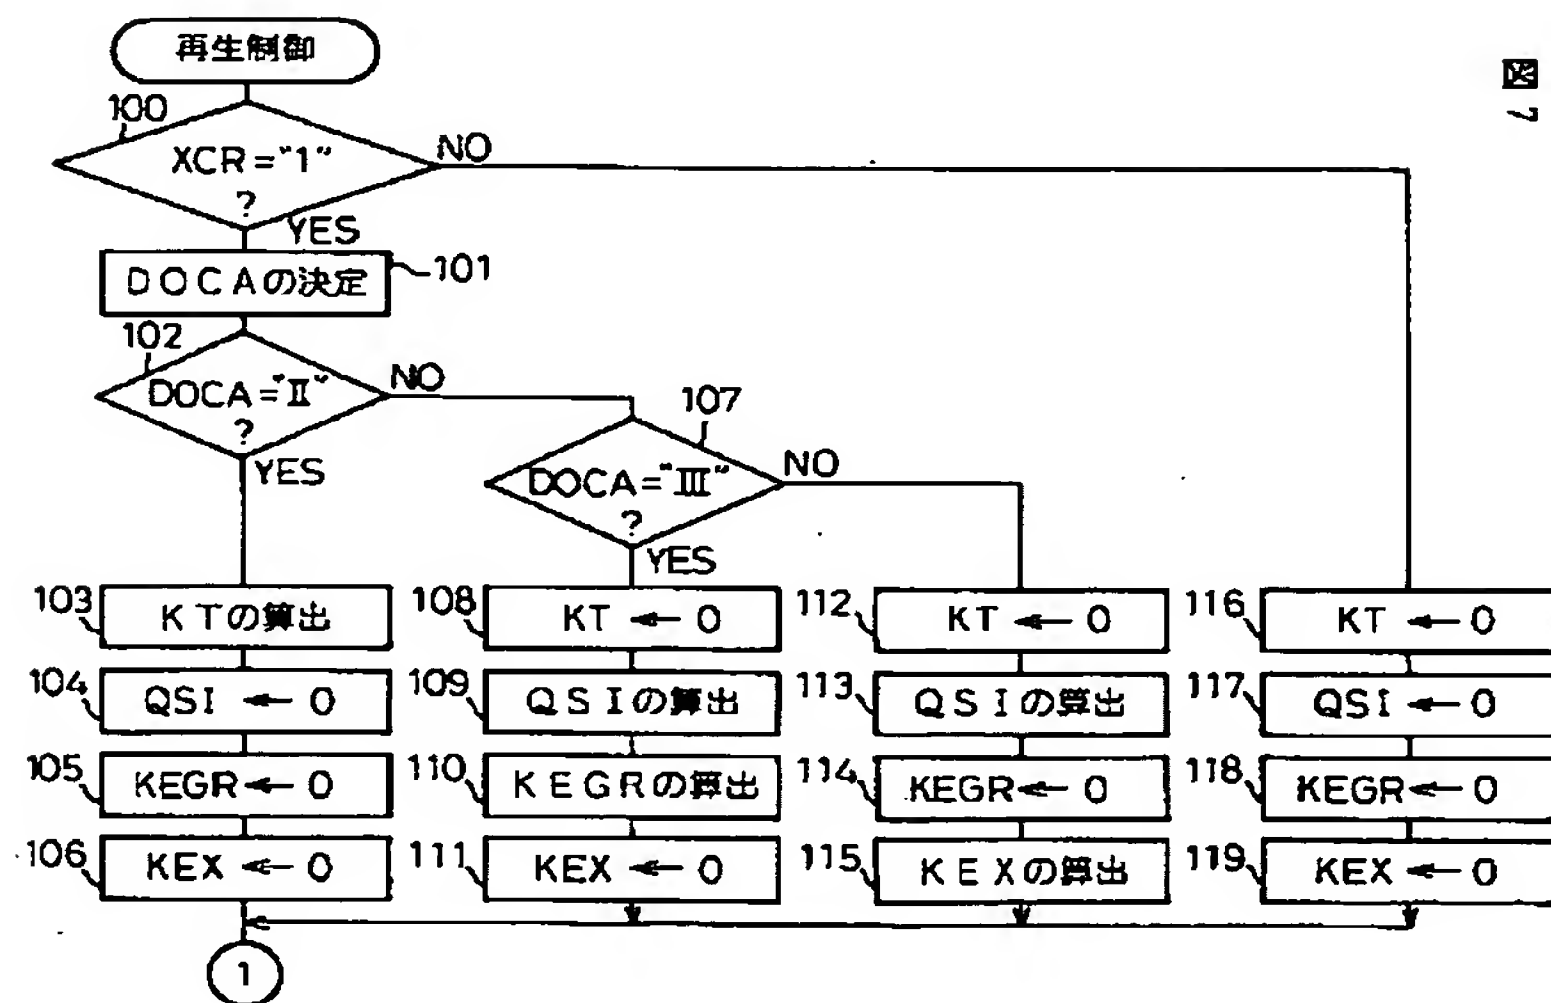 再生制御
図7
100
XCR="1"
?
NO
YES
DOCAの決定
101
102
DOCA="II"
?
NO
YES
107
DOCA="III"
?
NO
YES
103
KTの算出
108
KT ← 0
112
KT ← 0
116
KT ← 0
104
QSI ← 0
109
QSIの算出
113
QSIの算出
117
QSI ← 0
105
KEGR ← 0
110
KEGRの算出
114
KEGR ← 0
118
KEGR ← 0
106
KEX ← 0
111
KEX ← 0
115
KEXの算出
119
KEX ← 0
1